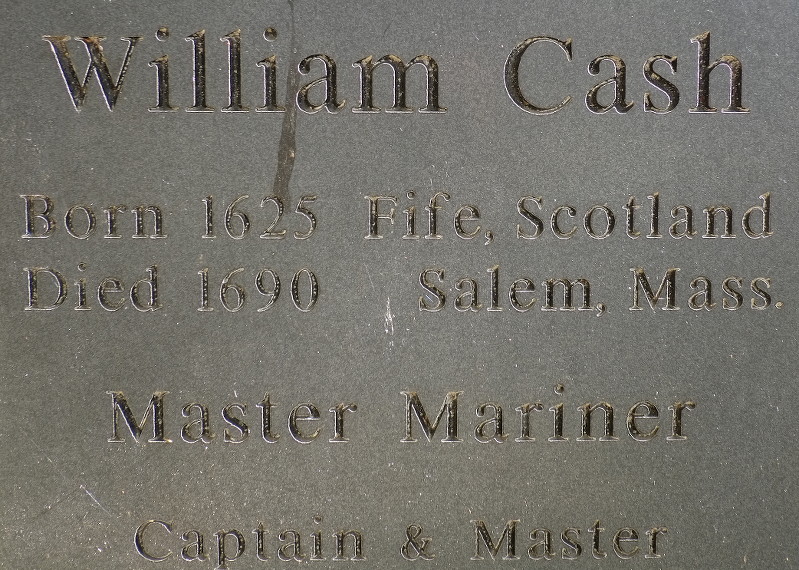 William Cash
Born 1625 Fife, Scotland
Died 1690 Salem, Mass.
Master Mariner
Captain & Master